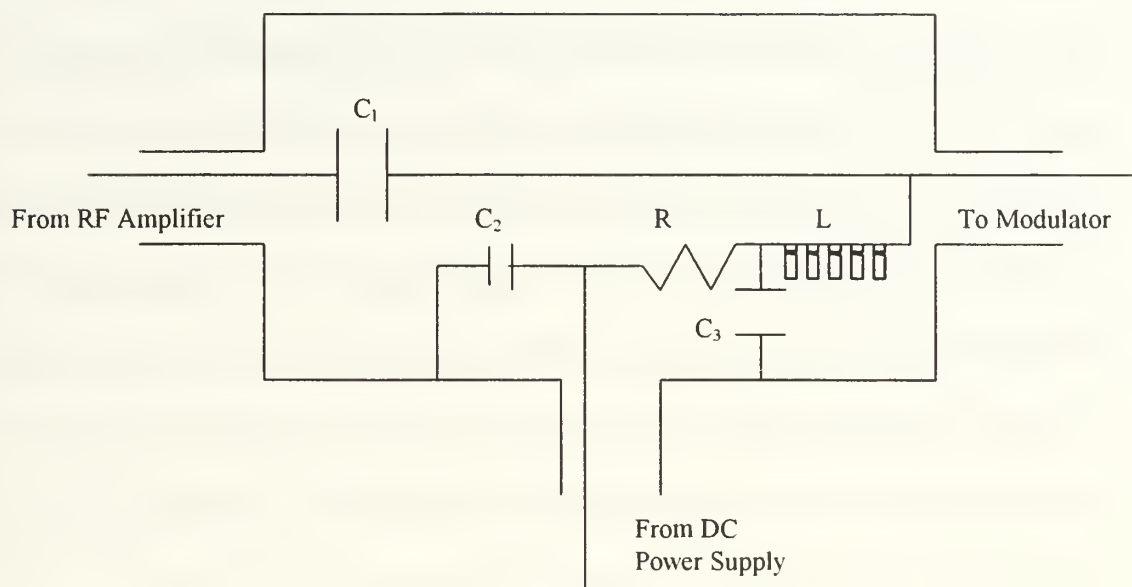 C₁
From RF Amplifier
C₂
R
L
To Modulator
C₃
From DC
Power Supply